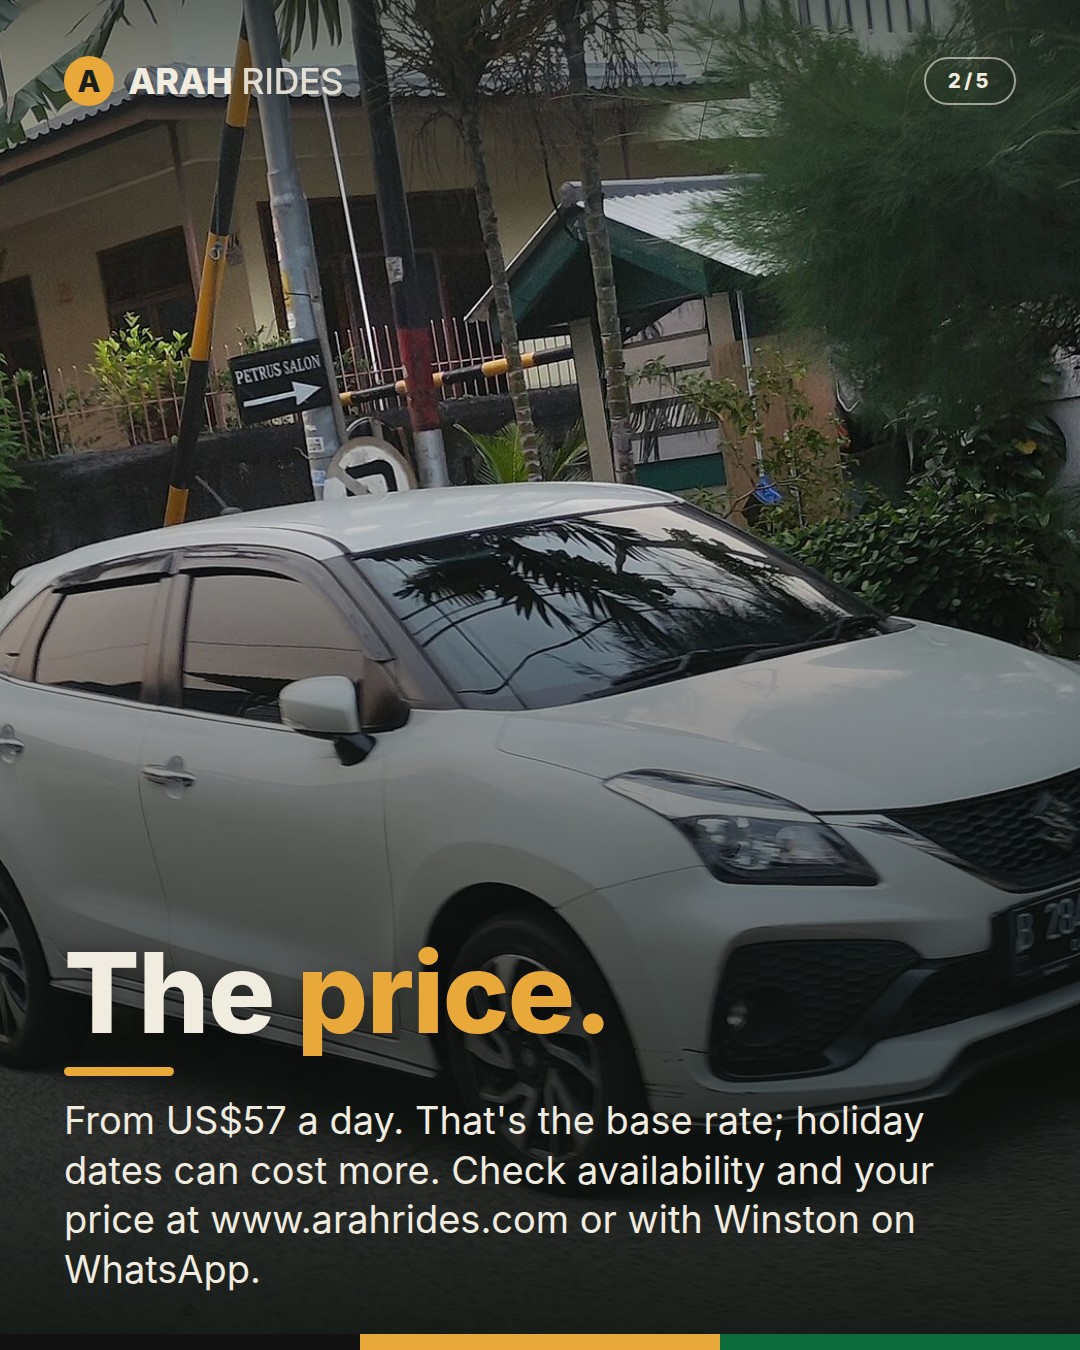 A ARAH RIDES
2/5
PETRUS SALON
The price.
From US$57 a day. That's the base rate; holiday
dates can cost more. Check availability and your
price at www.arahrides.com or with Winston on
WhatsApp.